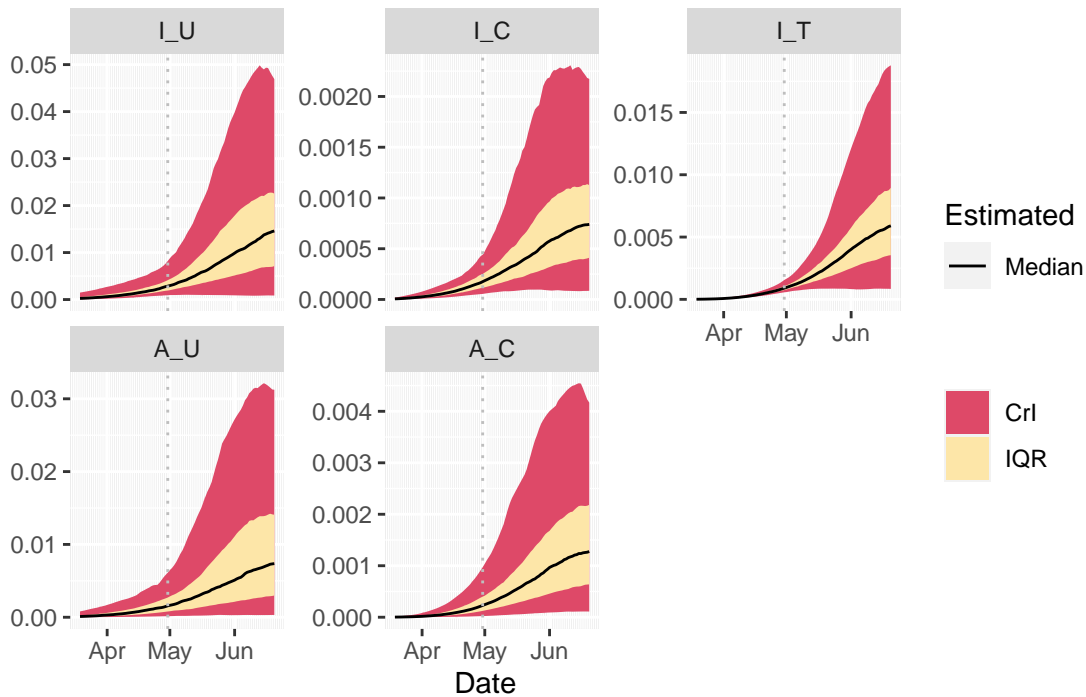 I_U
I_C
I_T
0.05
0.04
0.03
0.02
0.01
0.00
0.0020
0.0015
0.0010
0.0005
0.0000
0.015
0.010
0.005
0.000
Apr May Jun
A_U
A_C
0.03
0.02
0.01
0.00
0.004
0.003
0.002
0.001
0.000
Apr May Jun
Apr May Jun
Date
Estimated
Median
CrI
IQR